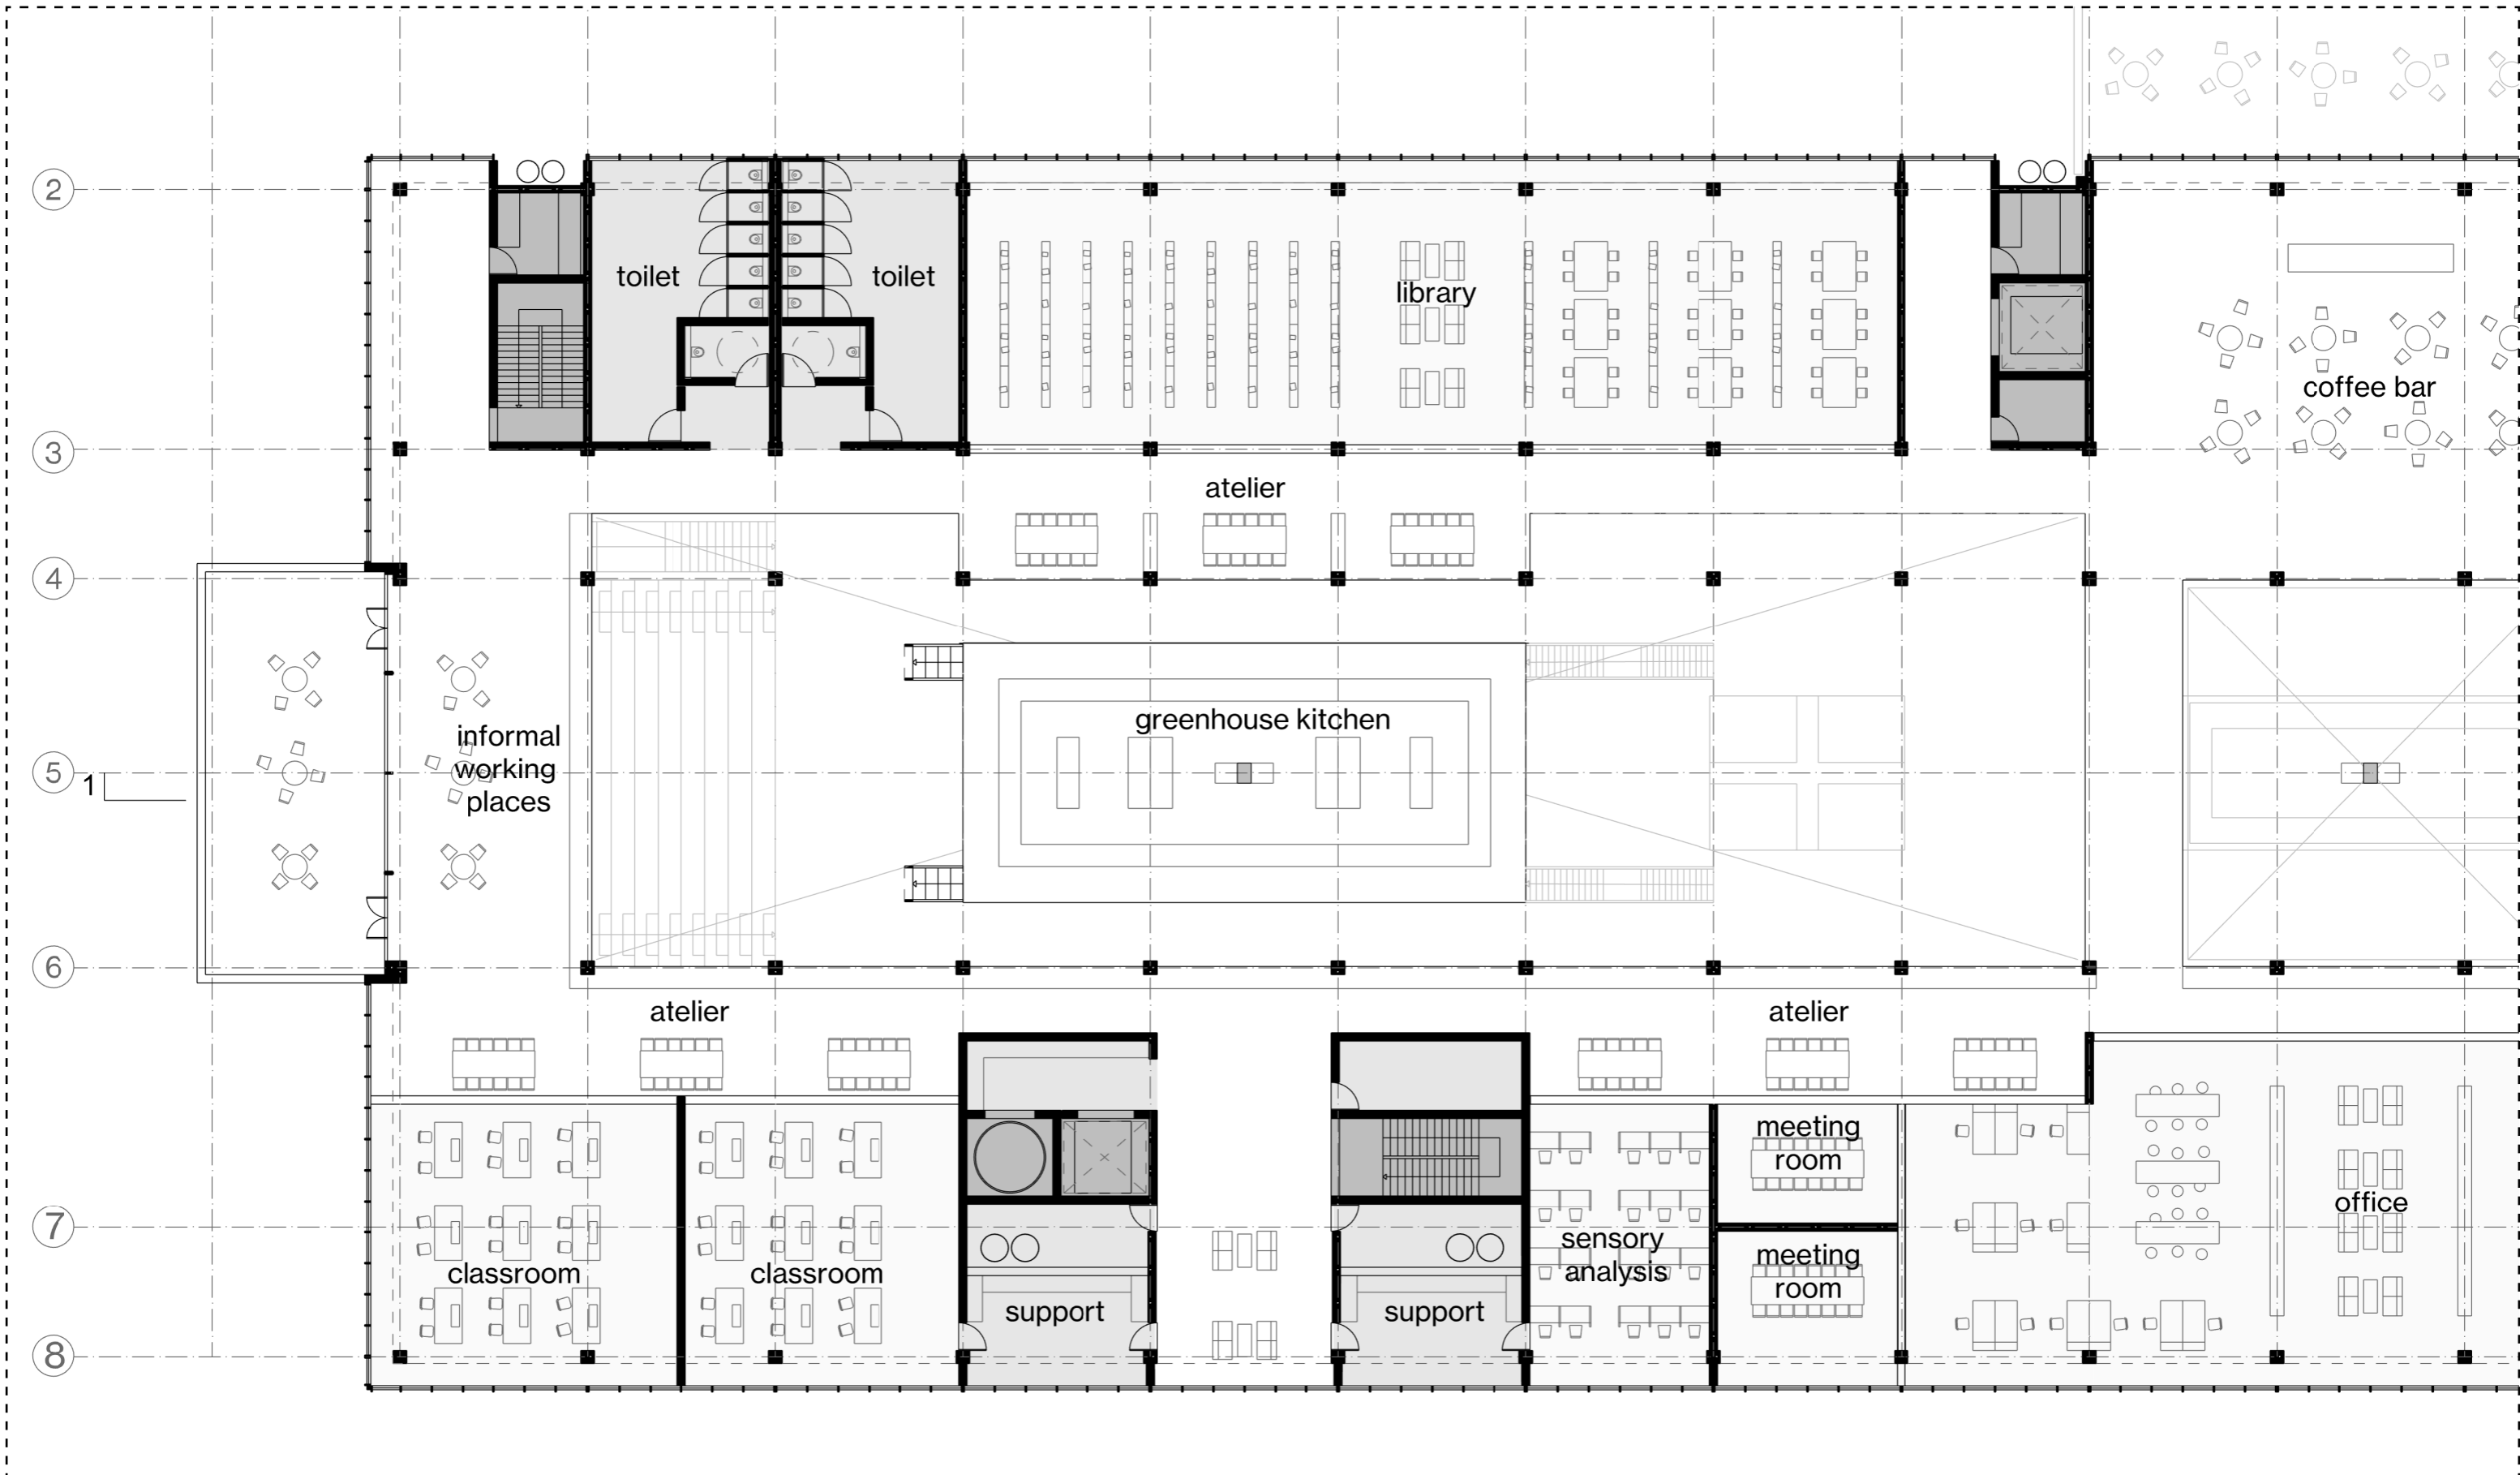 2
toilet
toilet
library
coffee bar
3
atelier
4
greenhouse kitchen
informal
working
places
5
1
6
atelier
atelier
meeting
room
office
7
sensory
analysis
meeting
room
classroom
classroom
support
support
8